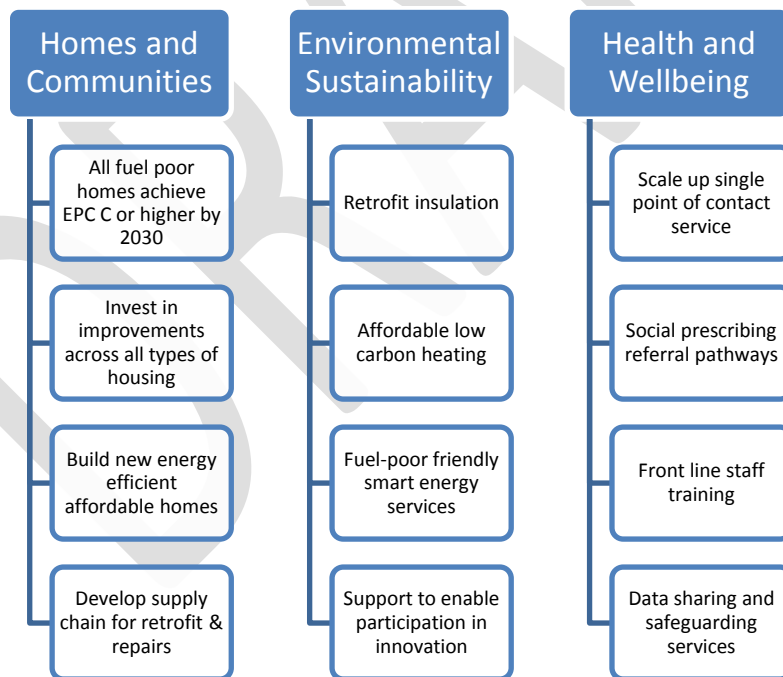 Homes and
Communities
All fuel poor
homes achieve
EPC C or higher by
2030
Invest in
improvements
across all types of
housing
Build new energy
efficient
affordable homes
Develop supply
chain for retrofit &
repairs
Environmental
Sustainability
Retrofit insulation
Affordable low
carbon heating
Fuel-poor friendly
smart energy
services
Support to enable
participation in
innovation
Health and
Wellbeing
Scale up single
point of contact
service
Social prescribing
referral pathways
Front line staff
training
Data sharing and
safeguarding
services